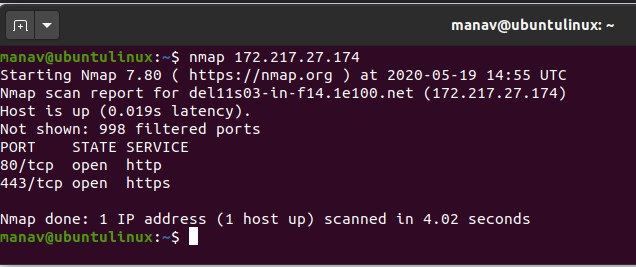 manav@ubuntulinux: ~
manav@ubuntulinux:~$ nmap 172.217.27.174
Starting Nmap 7.80 ( https://nmap.org ) at 2020-05-19 14:55 UTC
Nmap scan report for del11s03-in-f14.1e100.net (172.217.27.174)
Host is up (0.019s latency).
Not shown: 998 filtered ports
PORT    STATE SERVICE
80/tcp  open  http
443/tcp open  https
Nmap done: 1 IP address (1 host up) scanned in 4.02 seconds
manav@ubuntulinux:~$